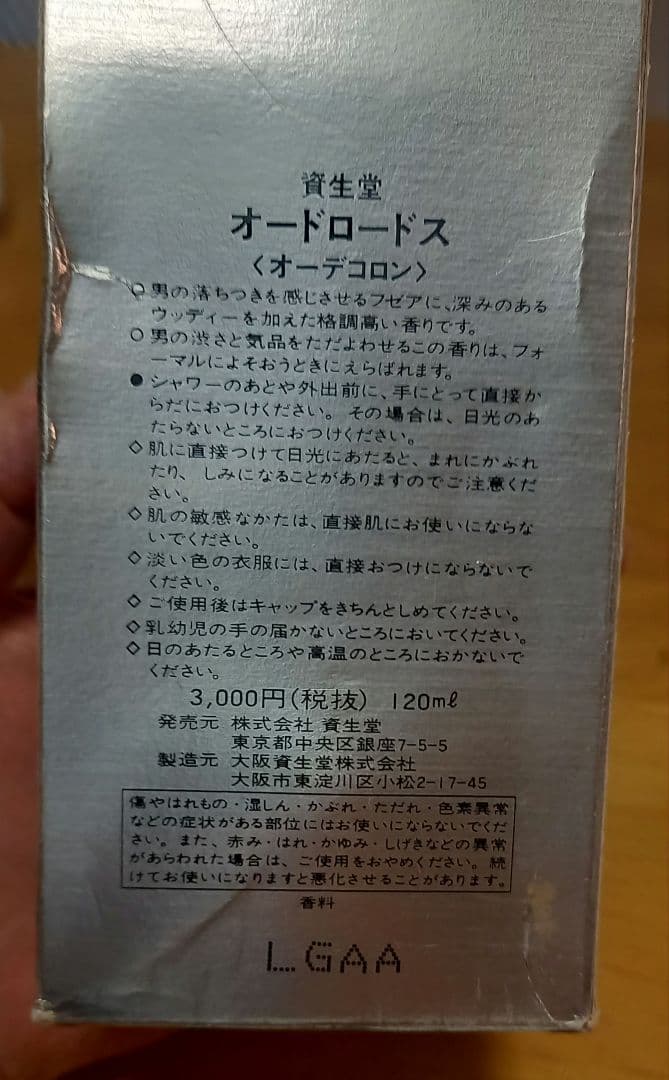 資生堂
オードロードス
〈オーデコロン〉
○男の落ちつきを感じさせるフゼアに、深みのある
ウッディーを加えた格調高い香りです。
○男の渋さと気品をただよわせるこの香りは、フォ
ーマルによそおうときにえらばれます。
●シャワーのあとや外出前に、手にとって直接か
らだにおつけください。その場合は、日光のあ
たらないところにおつけください。
◇肌に直接つけて日光にあたると、まれにかぶれ
たり、しみになることがありますのでご注意くだ
さい。
◇肌の敏感なかたは、直接肌にお使いにならな
いでください。
◇淡い色の衣服には、直接おつけにならないで
ください。
◇ご使用後はキャップをきちんとしめてください。
◇乳幼児の手の届かないところにおいてください。
◇日のあたるところや高温のところにおかないで
ください。
3,000円(税抜) 120mℓ
発売元 株式会社 資生堂
東京都中央区銀座7-5-5
製造元 大阪資生堂株式会社
大阪市東淀川区小松2-17-45
傷やはれもの・湿しん・かぶれ・ただれ・色素異常
などの症状がある部位にはお使いにならないでくだ
さい。また、赤み・はれ・かゆみ・しげきなどの異常
があらわれた場合は、ご使用をおやめください。続
けてお使いになりますと悪化させることがあります。
香料
LGAA